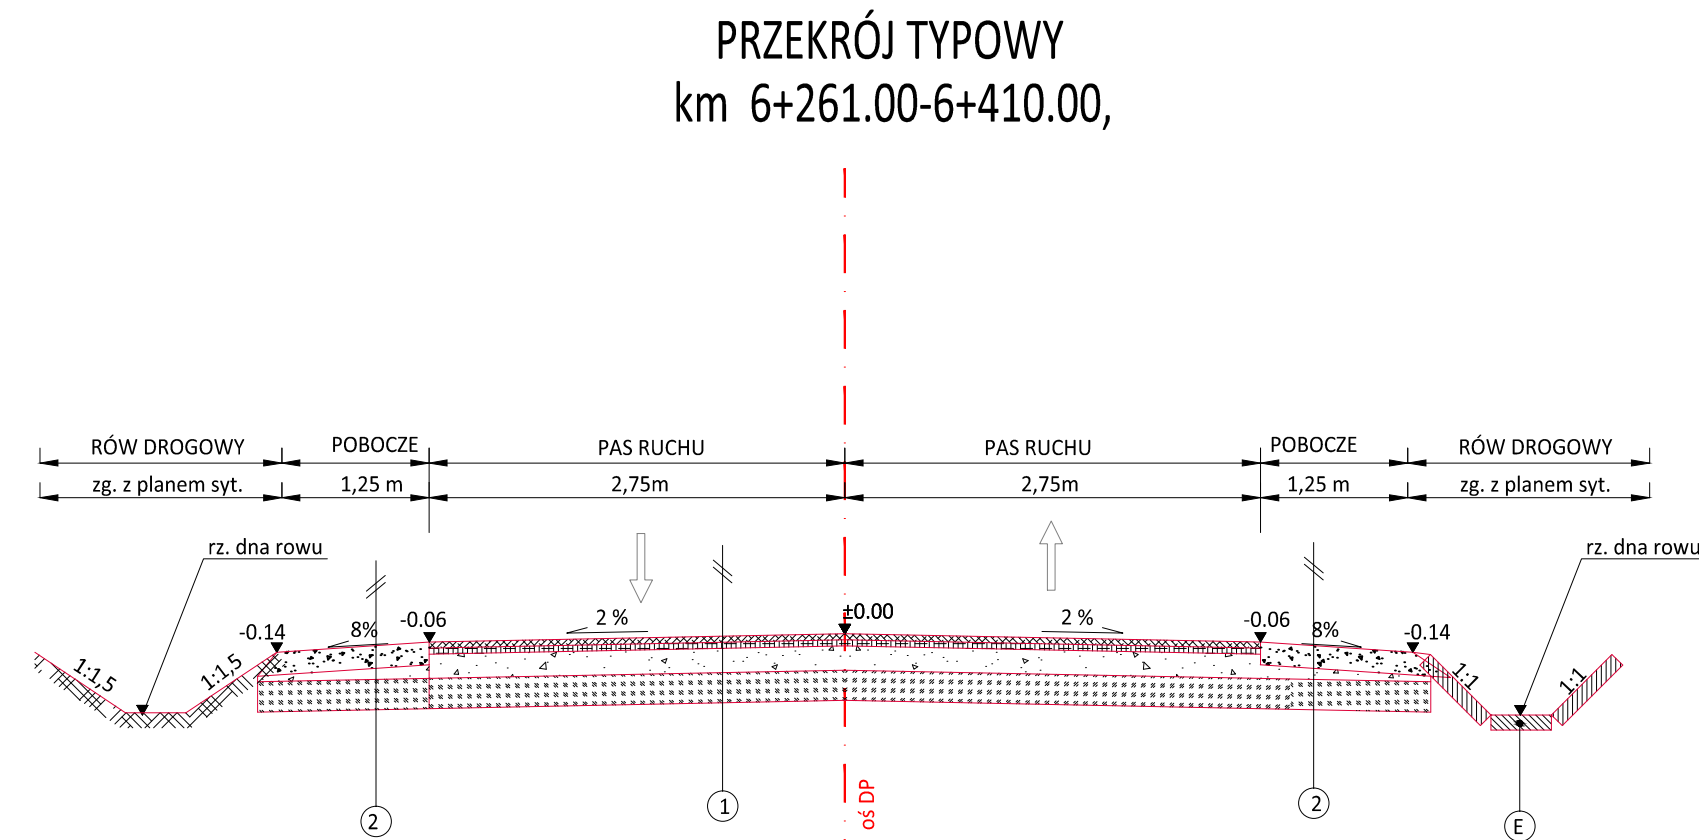 PRZEKRÓJ TYPOWY
km 6+261.00-6+410.00,
RÓW DROGOWY POBOCZE PAS RUCHU PAS RUCHU POBOCZE RÓW DROGOWY
zg. z planem syt. 1,25 m 2,75m 2,75m 1,25 m zg. z planem syt.
rz. dna rowu rz. dna rowu
-0.14 8% -0.06 2 % ±0.00 2 % -0.06 8% -0.14
1:1,5 1:1,5 1:1 1:1
oś DP
2 1 2 E